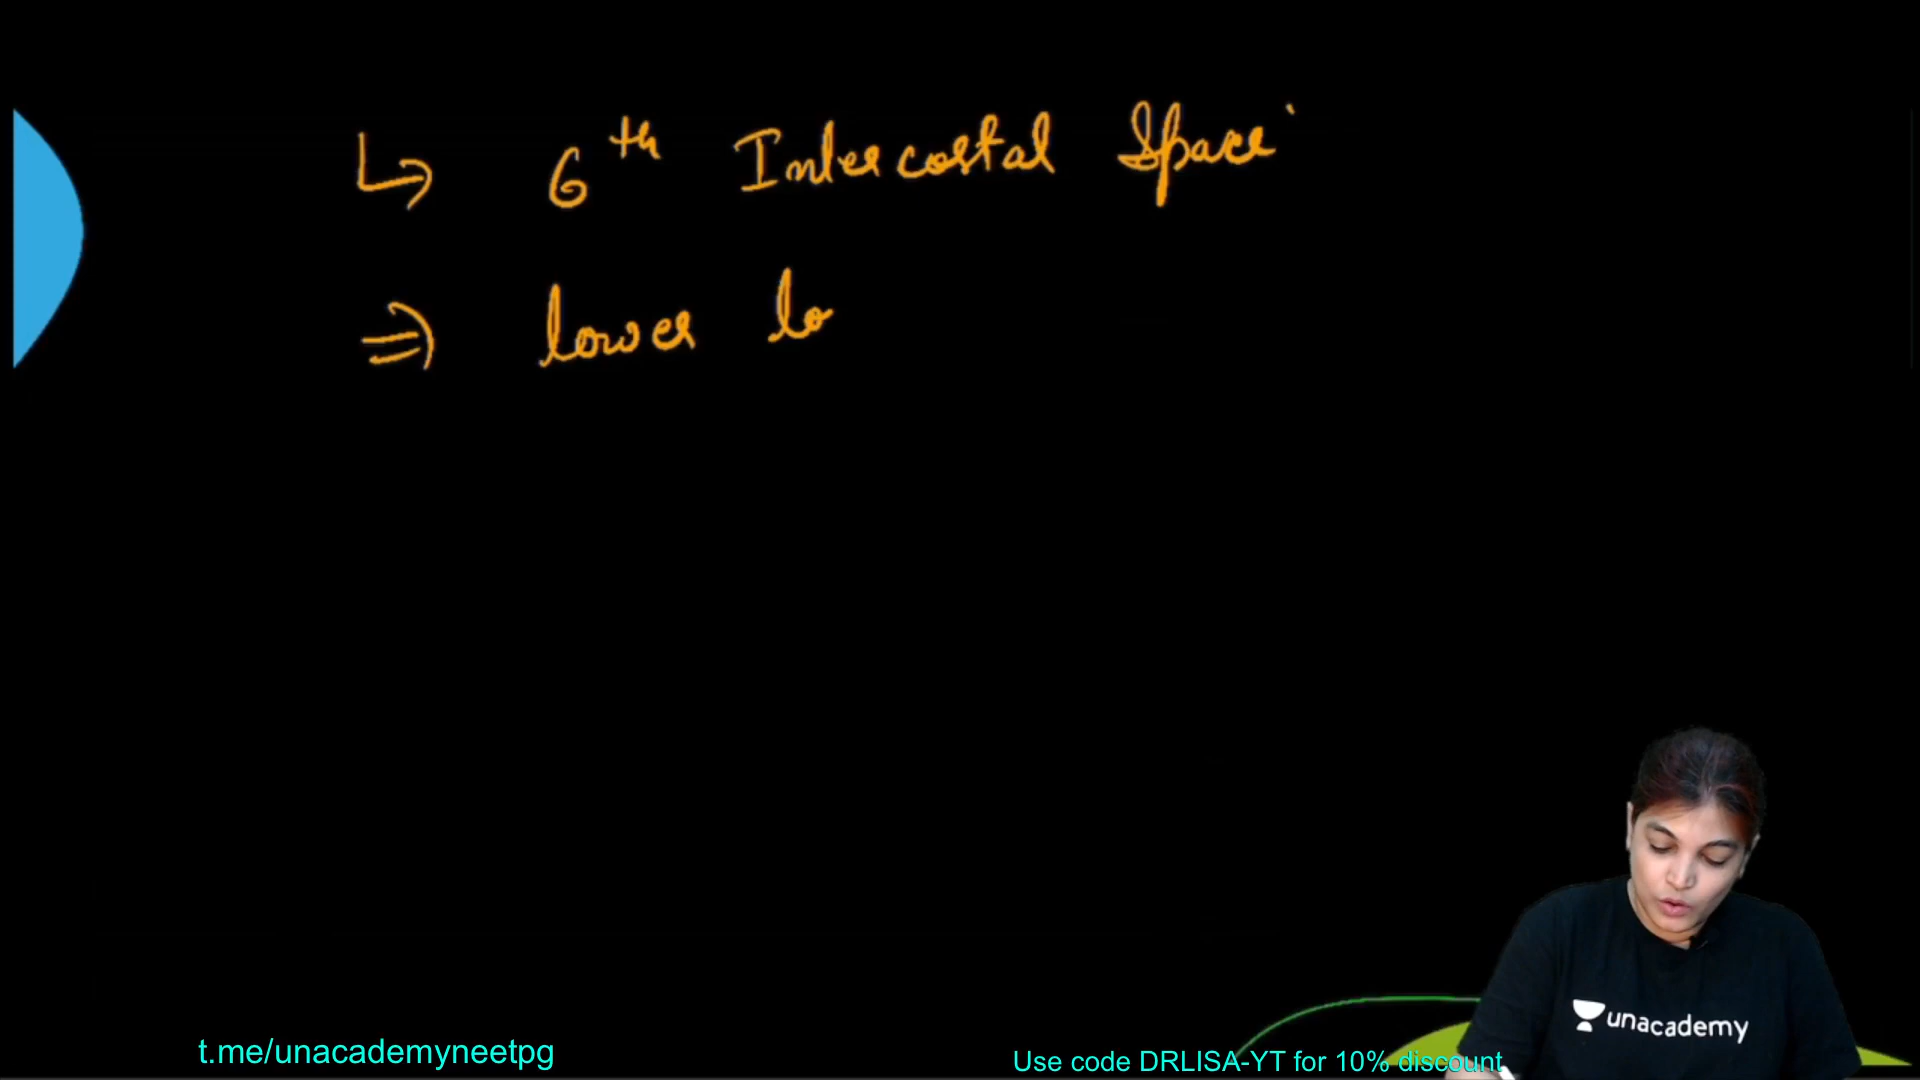 ↳ 6th Intercostal Space
⇒ lower lo
unacademy
t.me/unacademyneetpg
Use code DRLISA-YT for 10% discount